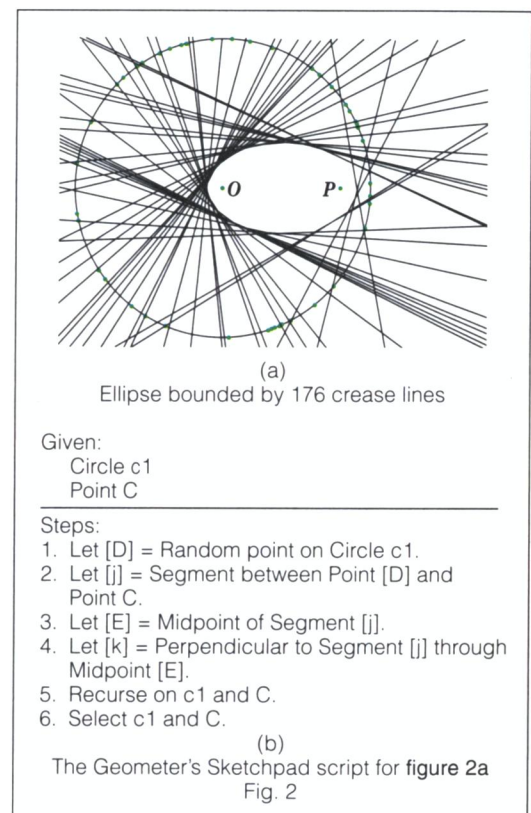 O
P
(a)
Ellipse bounded by 176 crease lines
Given:
Circle c1
Point C
Steps:
1. Let [D] = Random point on Circle c1.
2. Let [j] = Segment between Point [D] and
Point C.
3. Let [E] = Midpoint of Segment [j].
4. Let [k] = Perpendicular to Segment [j] through
Midpoint [E].
5. Recurse on c1 and C.
6. Select c1 and C.
(b)
The Geometer's Sketchpad script for figure 2a
Fig. 2